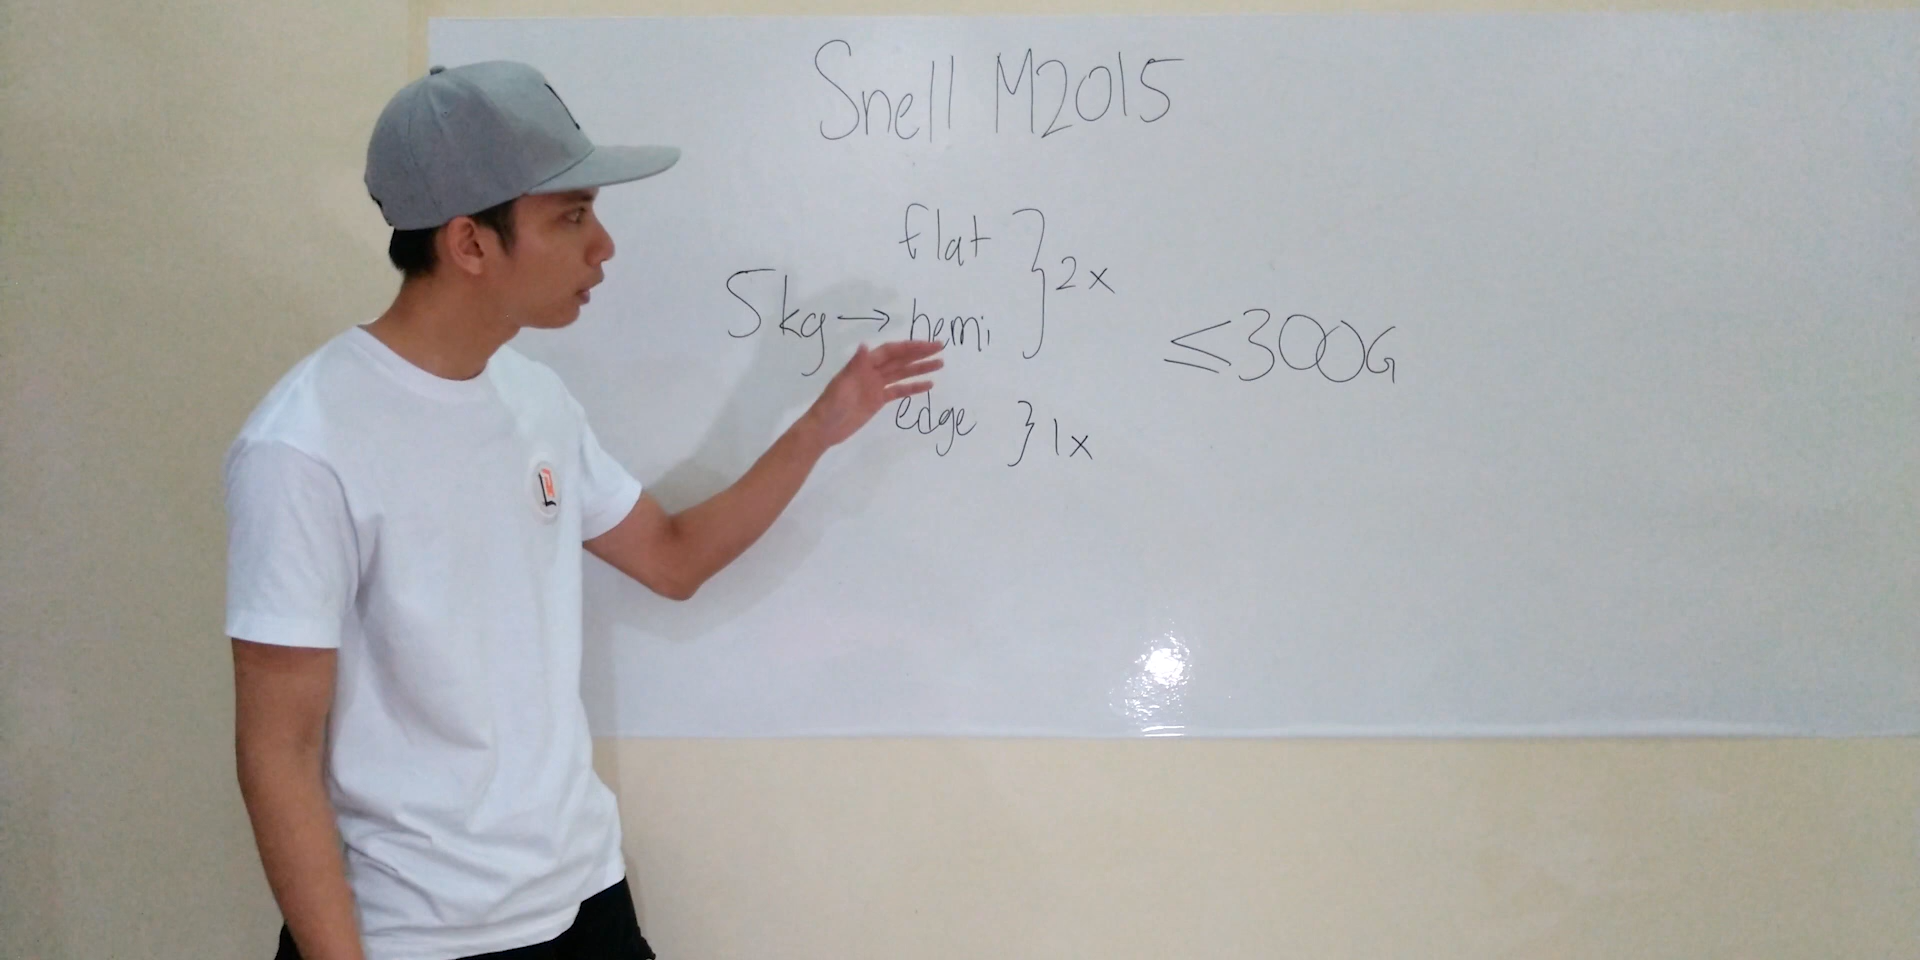 Snell M2015
flat
} 2x
5kg → hemi
≤300G
edge } 1x